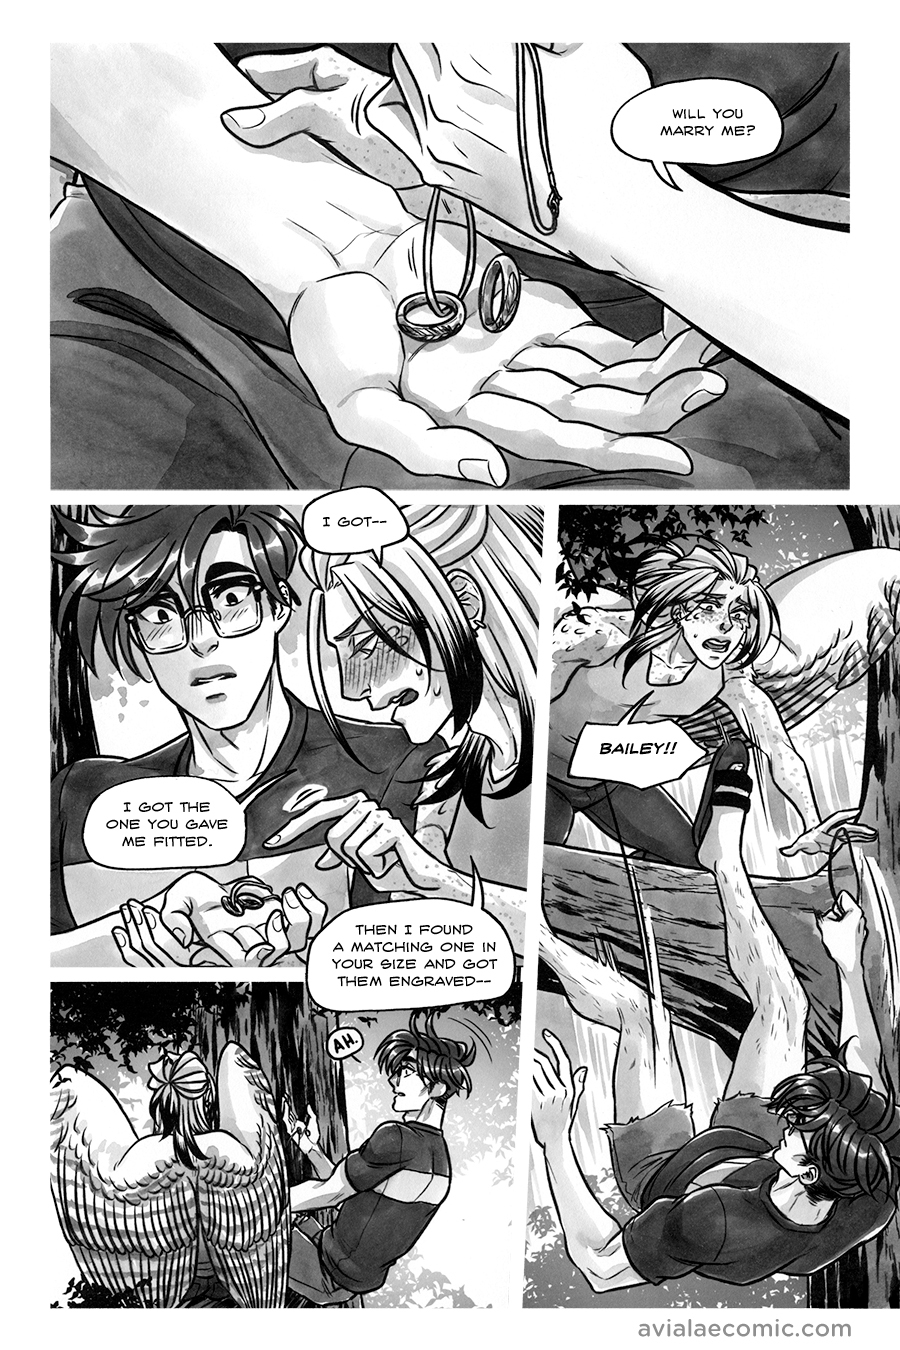 WILL YOU
MARRY ME?
I GOT--
I GOT THE
ONE YOU GAVE
ME FITTED.
THEN I FOUND
A MATCHING ONE IN
YOUR SIZE AND GOT
THEM ENGRAVED--
AH.
BAILEY!!
avialaecomic.com